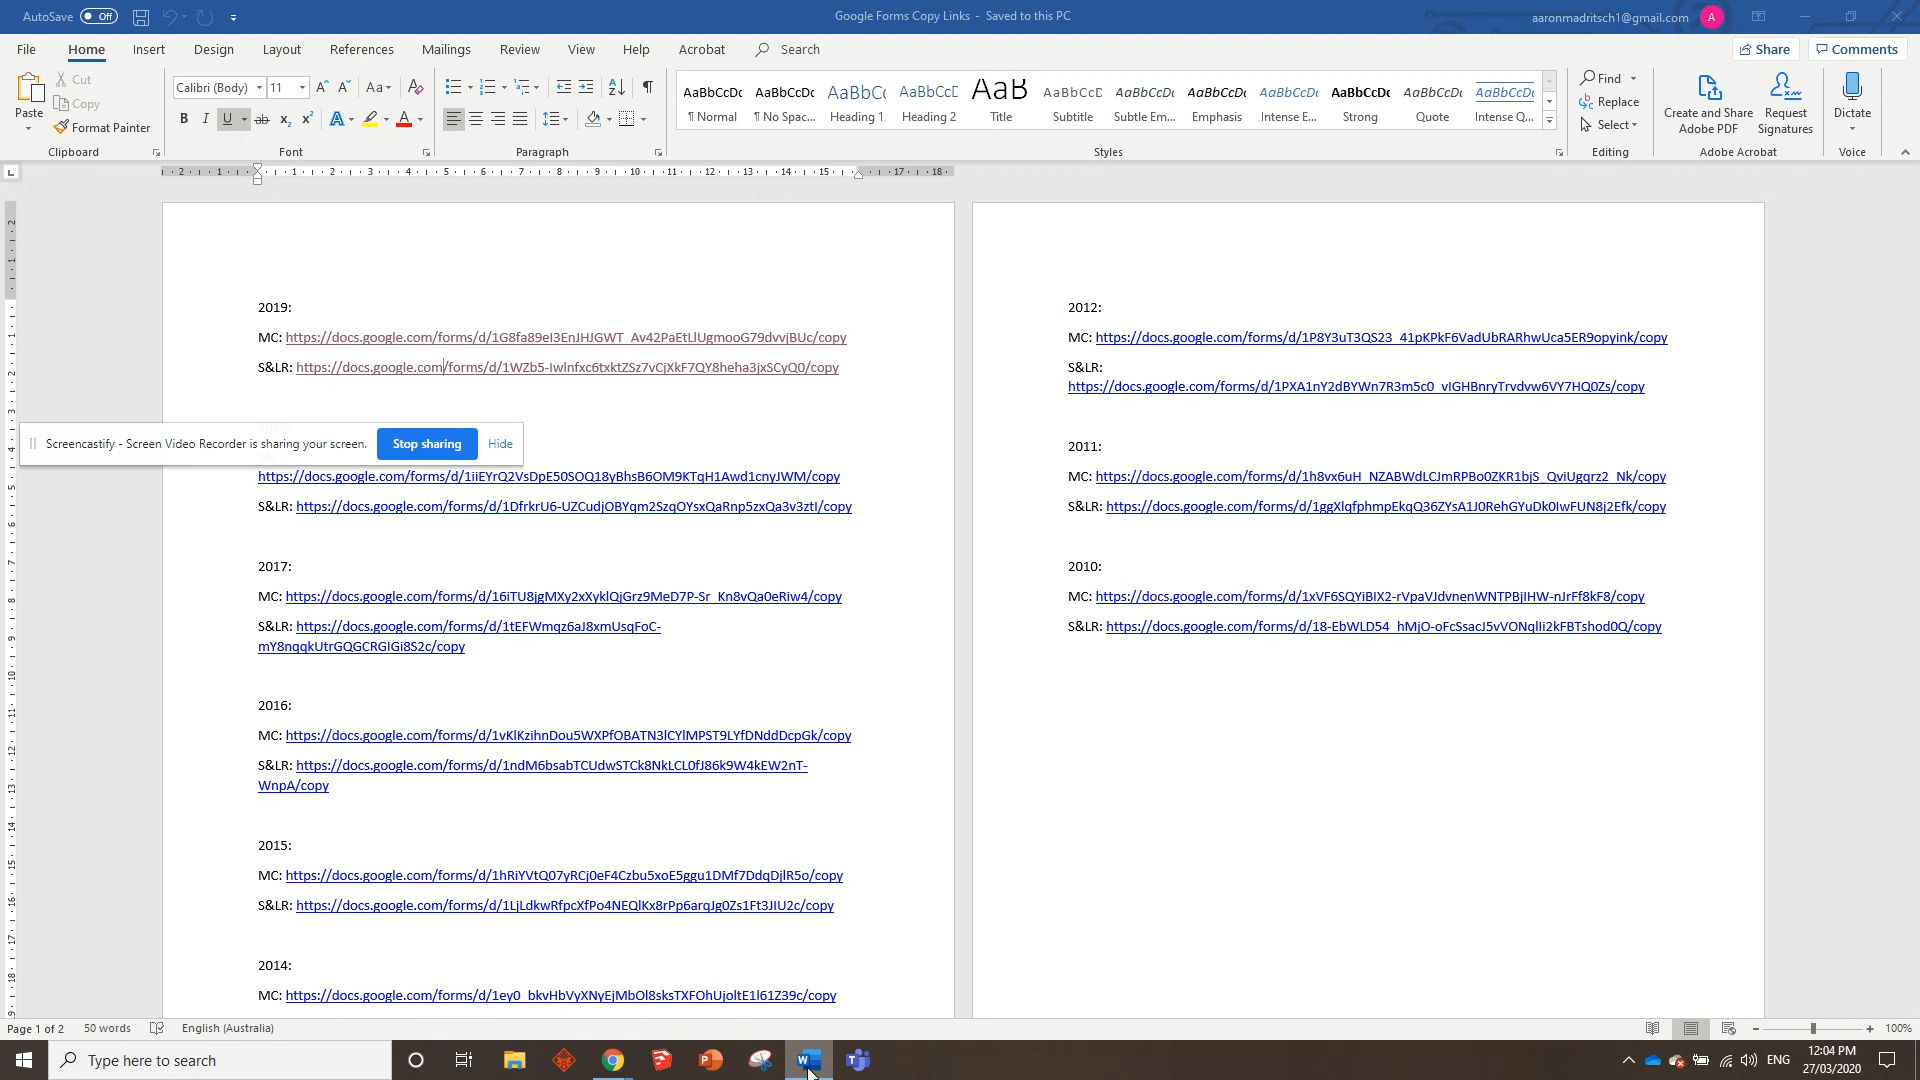 AutoSave Off
Google Forms Copy Links - Saved to this PC
aaronmadritsch1@gmail.com A
File Home Insert Design Layout References Mailings Review View Help Acrobat Search
Share Comments
Paste
Cut
Copy
Format Painter
Clipboard
Calibri (Body) 11
Font
Paragraph
AaBbCcDc AaBbCcDc AaBbCc AaBbCcD AaB AaBbCcD AaBbCcDc AaBbCcDc AaBbCcDc AaBbCcDc AaBbCcDc AaBbCcDc
¶ Normal ¶ No Spac... Heading 1 Heading 2 Title Subtitle Subtle Em... Emphasis Intense E... Strong Quote Intense Q...
Styles
Find
Replace
Select
Editing
Create and Share Adobe PDF
Request Signatures
Adobe Acrobat
Dictate
Voice
2019:
MC: https://docs.google.com/forms/d/1G8fa89eI3EnJHJGWT_Av42PaEtLlUgmooG79dvvjBUc/copy
S&LR: https://docs.google.com/forms/d/1WZb5-Iwlnfxc6txktZSz7vCjXkF7QY8heha3jxSCyQ0/copy
Screencastify - Screen Video Recorder is sharing your screen. Stop sharing Hide
https://docs.google.com/forms/d/1iiEYrQ2VsDpE50SOQ18yBhsB6OM9KTqH1Awd1cnyJWM/copy
S&LR: https://docs.google.com/forms/d/1DfrkrU6-UZCudjOBYqm2SzqOYsxQaRnp5zxQa3v3ztI/copy
2017:
MC: https://docs.google.com/forms/d/16iTU8jgMXy2xXyklQjGrz9MeD7P-Sr_Kn8vQa0eRiw4/copy
S&LR: https://docs.google.com/forms/d/1tEFWmqz6aJ8xmUsqFoC-
mY8nqqkUtrGQGCRGIGi8S2c/copy
2016:
MC: https://docs.google.com/forms/d/1vKlKzihnDou5WXPfOBATN3lCYlMPST9LYfDNddDcpGk/copy
S&LR: https://docs.google.com/forms/d/1ndM6bsabTCUdwSTCk8NkLCL0fJ86k9W4kEW2nT-
WnpA/copy
2015:
MC: https://docs.google.com/forms/d/1hRiYVtQ07yRCj0eF4Czbu5xoE5ggu1DMf7DdqDjlR5o/copy
S&LR: https://docs.google.com/forms/d/1LjLdkwRfpcXfPo4NEQlKx8rPp6arqJg0Zs1Ft3JIU2c/copy
2014:
MC: https://docs.google.com/forms/d/1ey0_bkvHbVyXNyEjMbOl8sksTXFOhUjoltE1l61Z39c/copy
2012:
MC: https://docs.google.com/forms/d/1P8Y3uT3QS23_41pKPkF6VadUbRARhwUca5ER9opyink/copy
S&LR:
https://docs.google.com/forms/d/1PXA1nY2dBYWn7R3m5c0_vIGHBnryTrvdvw6VY7HQ0Zs/copy
2011:
MC: https://docs.google.com/forms/d/1h8vx6uH_NZABWdLCJmRPBo0ZKR1bjS_QviUgqrz2_Nk/copy
S&LR: https://docs.google.com/forms/d/1ggXlqfphmpEkqQ36ZYsA1J0RehGYuDk0IwFUN8j2Efk/copy
2010:
MC: https://docs.google.com/forms/d/1xVF6SQYiBIX2-rVpaVJdvnenWNTPBjIHW-nJrFf8kF8/copy
S&LR: https://docs.google.com/forms/d/18-EbWLD54_hMjO-oFcSsacJ5vVONqlIi2kFBTshod0Q/copy
Page 1 of 2 50 words English (Australia) 100%
Type here to search
ENG
12:04 PM
27/03/2020